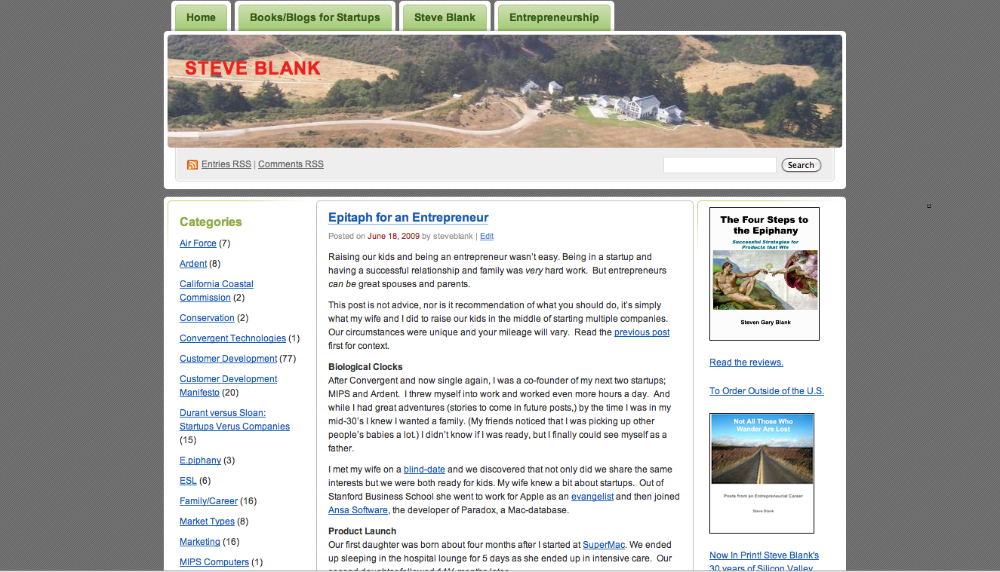 Home
Books/Blogs for Startups
Steve Blank
Entrepreneurship
STEVE BLANK
Entries RSS | Comments RSS
Search
Categories
Air Force (7)
Ardent (8)
California Coastal
Commission (2)
Conservation (2)
Convergent Technologies (1)
Customer Development (77)
Customer Development
Manifesto (20)
Durant versus Sloan:
Startups Verus Companies
(15)
E.piphany (3)
ESL (6)
Family/Career (16)
Market Types (8)
Marketing (16)
MIPS Computers (1)
Epitaph for an Entrepreneur
Posted on June 18, 2009 by steveblank | Edit
Raising our kids and being an entrepreneur wasn't easy. Being in a startup and
having a successful relationship and family was very hard work.  But entrepreneurs
can be great spouses and parents.
This post is not advice, nor is it recommendation of what you should do, it's simply
what my wife and I did to raise our kids in the middle of starting multiple companies.
Our circumstances were unique and your mileage will vary.  Read the previous post
first for context.
Biological Clocks
After Convergent and now single again, I was a co-founder of my next two startups;
MIPS and Ardent.  I threw myself into work and worked even more hours a day.  And
while I had great adventures (stories to come in future posts,) by the time I was in my
mid-30's I knew I wanted a family. (My friends noticed that I was picking up other
people's babies a lot.) I didn't know if I was ready, but I finally could see myself as a
father.
I met my wife on a blind-date and we discovered that not only did we share the same
interests but we were both ready for kids. My wife knew a bit about startups.  Out of
Stanford Business School she went to work for Apple as an evangelist and then joined
Ansa Software, the developer of Paradox, a Mac-database.
Product Launch
Our first daughter was born about four months after I started at SuperMac. We ended
up sleeping in the hospital lounge for 5 days as she ended up in intensive care.  Our
second daughter followed 14½ months later.
The Four Steps to
the Epiphany
Successful Strategies for
Products that Win
Steven Gary Blank
Read the reviews.
To Order Outside of the U.S.
Not All Those Who
Wander Are Lost
Posts from an Entrepreneurial Career
Steve Blank
Now In Print! Steve Blank's
30 years of Silicon Valley